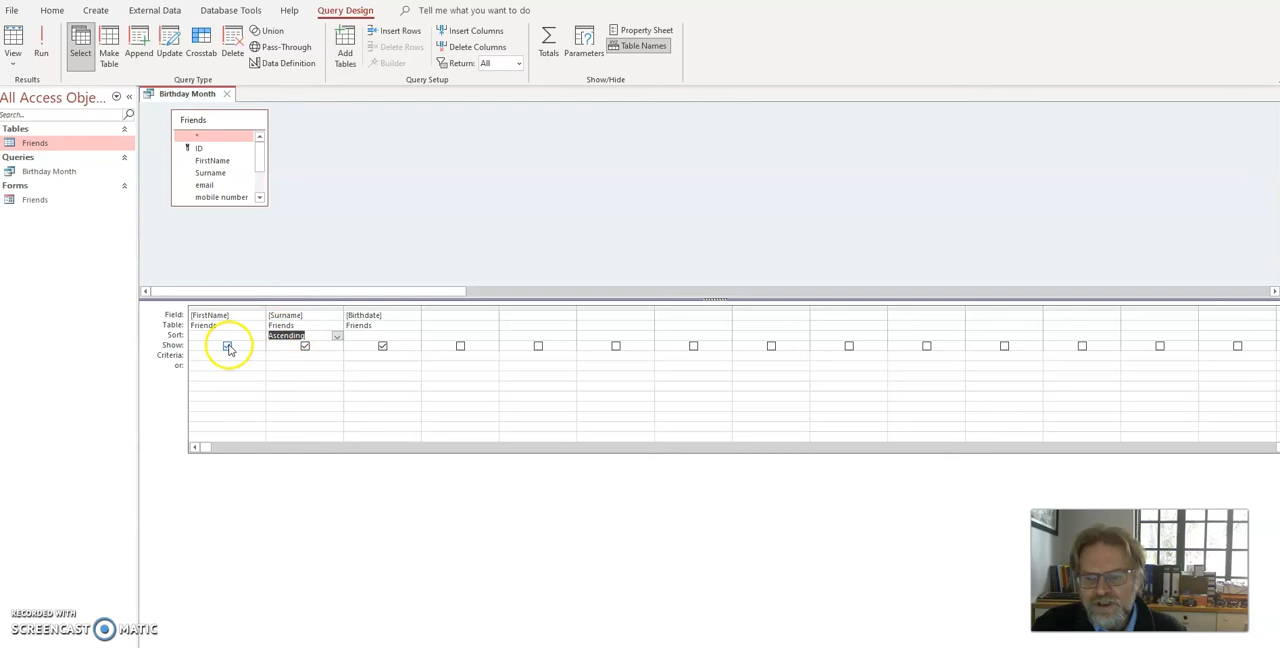 File Home Create External Data Database Tools Help Query Design Tell me what you want to do
View Run Select Make Table Append Update Crosstab Delete Union Pass-Through Data Definition Add Tables Insert Rows Delete Rows Builder Insert Columns Delete Columns Return: All Totals Parameters Property Sheet Table Names
Results Query Type Query Setup Show/Hide
All Access Obje... Birthday Month
Search...
Tables
Friends
Queries
Birthday Month
Forms
Friends
Friends
*
ID
FirstName
Surname
email
mobile number
Field: [FirstName] [Surname] [Birthdate]
Table: Friends Friends Friends
Sort: Ascending
Show:
Criteria:
or:
RECORDED WITH
SCREENCAST MATIC